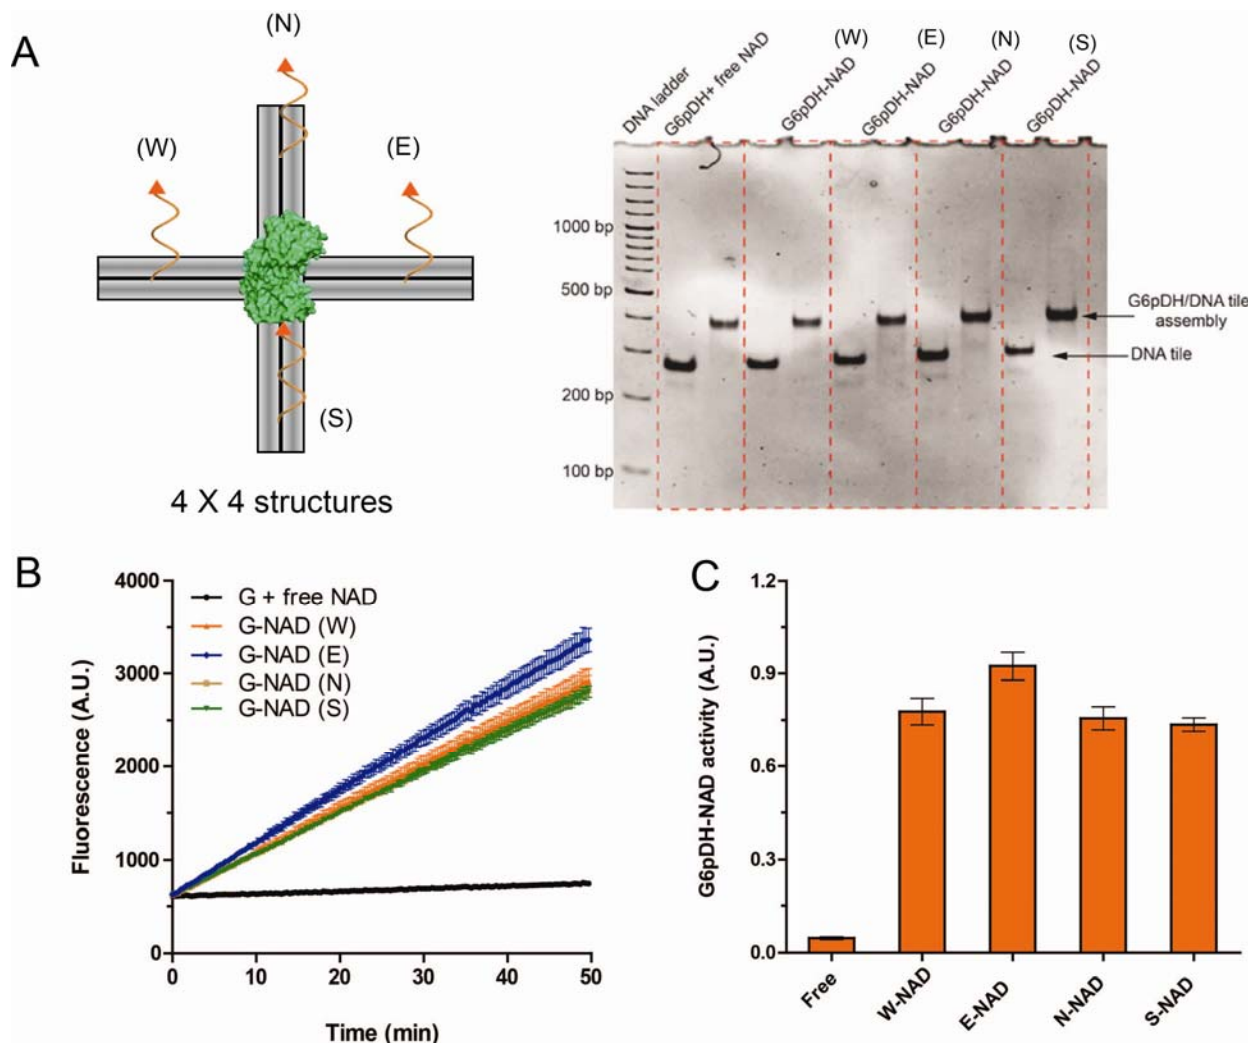 A
(N)
(W)
(E)
(S)
4 X 4 structures
DNA ladder
G6pDH+ free NAD
G6pDH-NAD
(W)
G6pDH-NAD
(E)
G6pDH-NAD
(N)
G6pDH-NAD
(S)
1000 bp
500 bp
200 bp
100 bp
G6pDH/DNA tile
assembly
DNA tile
B
Fluorescence (A.U.)
4000
3000
2000
1000
0
G + free NAD
G-NAD (W)
G-NAD (E)
G-NAD (N)
G-NAD (S)
0 10 20 30 40 50
Time (min)
C
G6pDH-NAD activity (A.U.)
1.2
0.9
0.6
0.3
0.0
Free
W-NAD
E-NAD
N-NAD
S-NAD